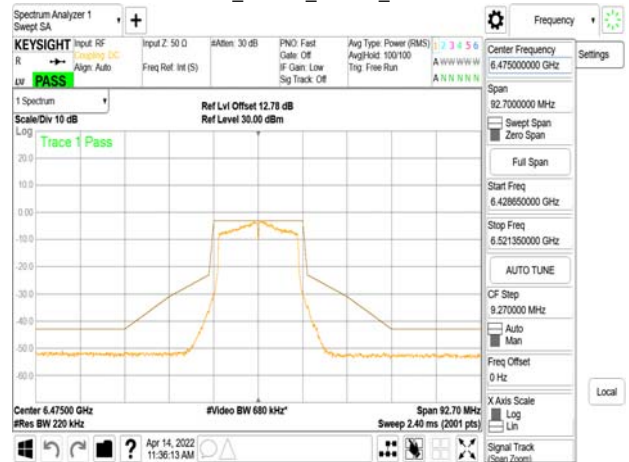 Spectrum Analyzer 1
Swept SA
+
Frequency
KEYSIGHT
R
LW
PASS
Input: RF
Coupling: DC
Align: Auto
Input Z: 50 Ω
Freq Ref: Int (S)
#Atten: 30 dB
PNO: Fast
Gate: Off
IF Gain: Low
Sig Track: Off
Avg Type: Power (RMS)
Avg|Hold: 100/100
Trig: Free Run
1 2 3 4 5 6
A W W W W W
A N N N N N
Center Frequency
6.475000000 GHz
Settings
Span
92.7000000 MHz
Swept Span
Zero Span
Full Span
Start Freq
6.428650000 GHz
Stop Freq
6.521350000 GHz
AUTO TUNE
CF Step
9.270000 MHz
Auto
Man
Freq Offset
0 Hz
X Axis Scale
Log
Lin
Local
Signal Track
(Span Zoom)
1 Spectrum
Scale/Div 10 dB
Ref Lvl Offset 12.78 dB
Ref Level 30.00 dBm
Log
Trace 1 Pass
20.0
10.0
0.00
-10.0
-20.0
-30.0
-40.0
-50.0
-60.0
Center 6.47500 GHz
#Res BW 220 kHz
#Video BW 680 kHz*
Span 92.70 MHz
Sweep 2.40 ms (2001 pts)
?
Apr 14, 2022
11:36:13 AM